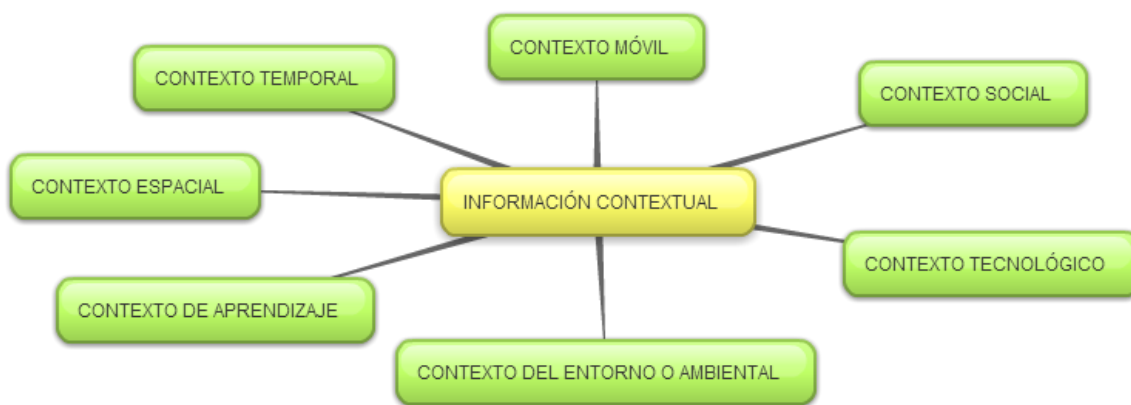 CONTEXTO MÓVIL
CONTEXTO TEMPORAL
CONTEXTO SOCIAL
CONTEXTO ESPACIAL
INFORMACIÓN CONTEXTUAL
CONTEXTO TECNOLÓGICO
CONTEXTO DE APRENDIZAJE
CONTEXTO DEL ENTORNO O AMBIENTAL